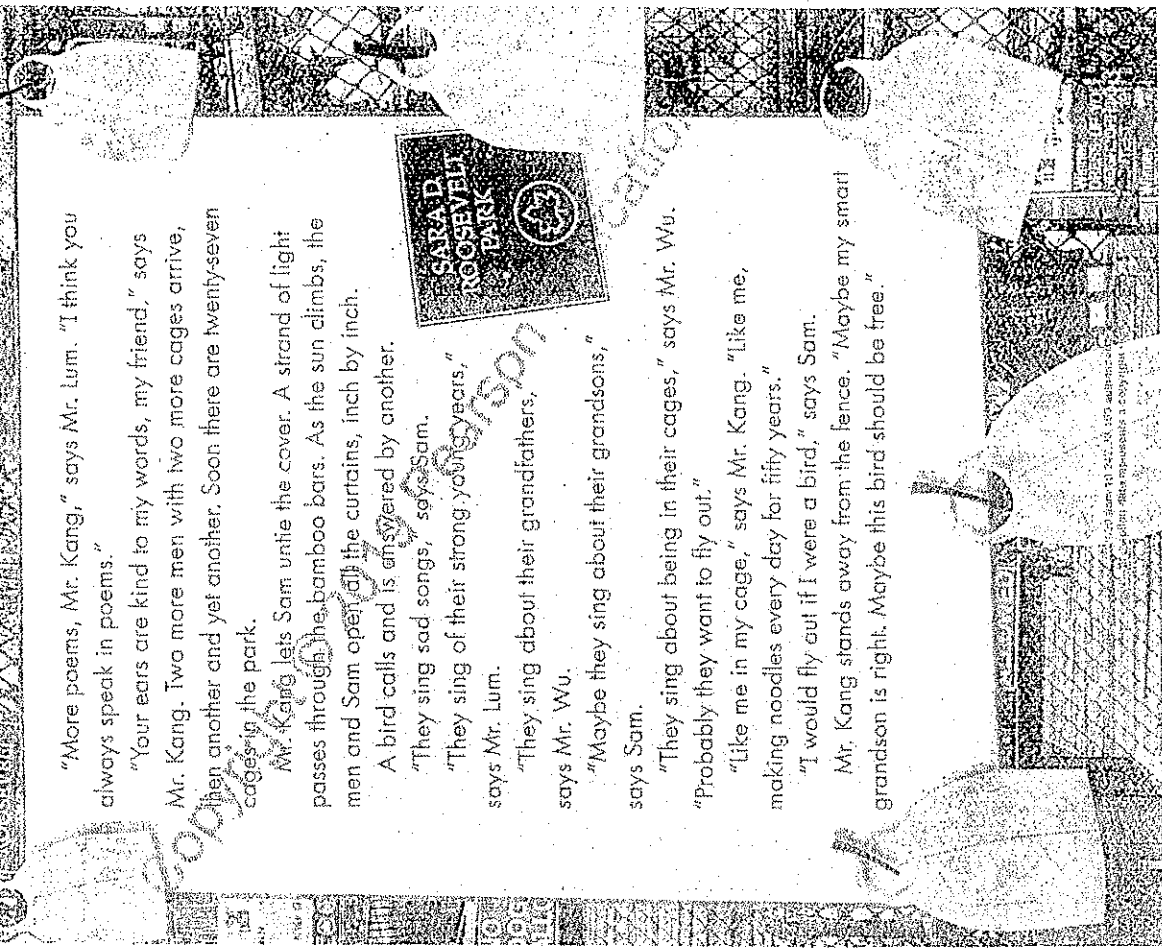 "More poems, Mr. Kang," says Mr. Lum. "I think you
always speak in poems."
"Your ears are kind to my words, my friend," says
Mr. Kang. Two more men with two more cages arrive,
then another and yet another. Soon there are twenty-seven
cages in the park.
Mr. Kang lets Sam untie the cover. A strand of light
passes through the bamboo bars. As the sun climbs, the
men and Sam open all the curtains, inch by inch.
A bird calls and is answered by another.
"They sing sad songs," says Sam.
"They sing of their strong young years,"
says Mr. Lum.
"They sing about their grandfathers,"
says Mr. Wu.
"Maybe they sing about their grandsons,"
says Sam.
"They sing about being in their cages," says Mr. Wu.
"Probably they want to fly out."
"Like me in my cage," says Mr. Kang. "Like me,
making noodles every day for fifty years."
"I would fly out if I were a bird," says Sam.
Mr. Kang stands away from the fence. "Maybe my smart
grandson is right. Maybe this bird should be free."
SARA D.
ROOSEVELT
PARK
Pearson